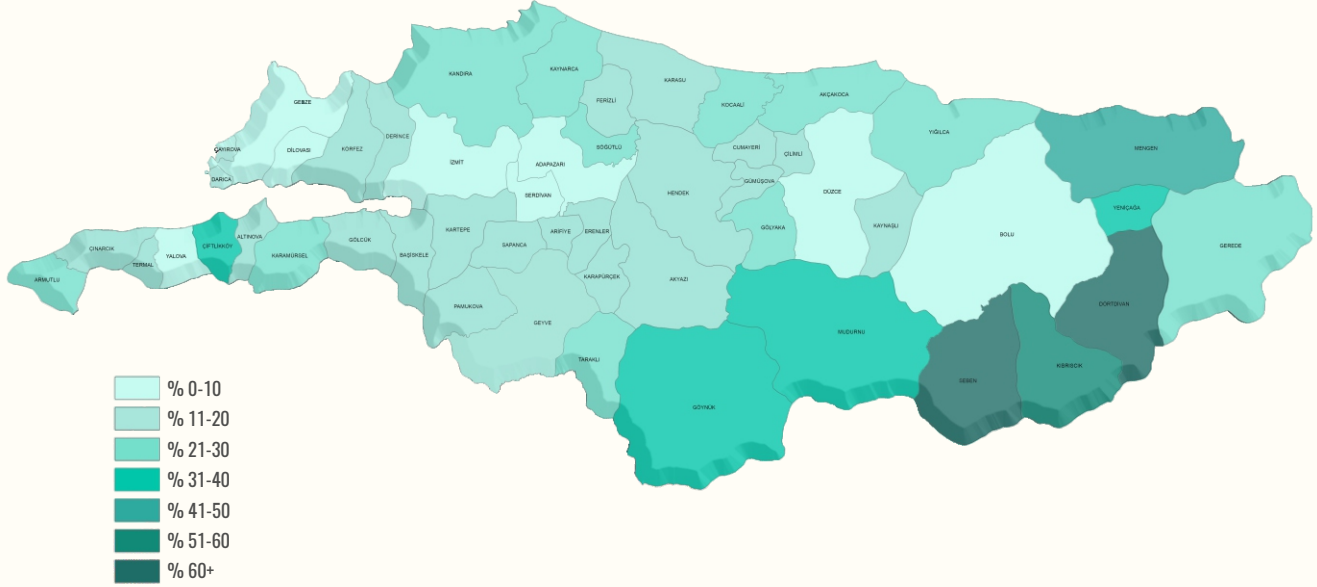 KANDIRA
KAYNARCA
KARASU
FERİZLİ
KOCAALİ
AKÇAKOCA
YIĞILCA
MENGEN
GEBZE
DİLOVASI
ÇAYIROVA
DARICA
KÖRFEZ
DERİNCE
İZMİT
ADAPAZARI
SÖĞÜTLÜ
SERDİVAN
HENDEK
CUMAYERİ
ÇİLİMLİ
GÜMÜŞOVA
GÖLYAKA
DÜZCE
KAYNAŞLI
BOLU
YENİÇAĞA
GEREDE
DÖRTDİVAN
ARMUTLU
ÇINARCIK
TERMAL
YALOVA
ÇİFTLİKKÖY
ALTINOVA
KARAMÜRSEL
GÖLCÜK
BAŞİSKELE
KARTEPE
SAPANCA
ARİFİYE
ERENLER
KARAPÜRÇEK
AKYAZI
PAMUKOVA
GEYVE
TARAKLI
GÖYNÜK
MUDURNU
SEBEN
KIBRISCIK
% 0-10
% 11-20
% 21-30
% 31-40
% 41-50
% 51-60
% 60+